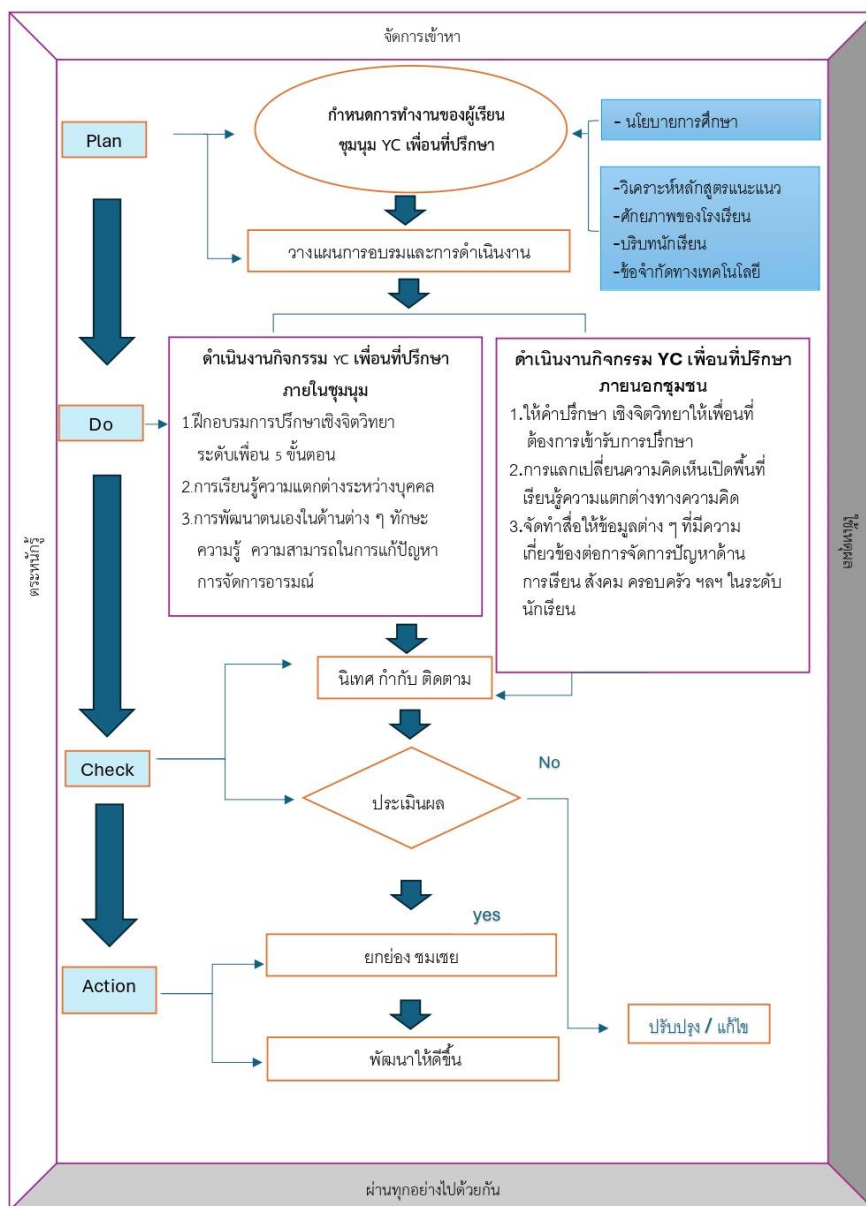 จัดการเข้าหา
กำหนดการทำงานของผู้เรียน
ชุมนุม YC เพื่อนที่ปรึกษา
Plan
- นโยบายการศึกษา
-วิเคราะห์หลักสูตรแนะแนว
-ศักยภาพของโรงเรียน
-บริบทนักเรียน
-ข้อจำกัดทางเทคโนโลยี
วางแผนการอบรมและการดำเนินงาน
Do
ดำเนินงานกิจกรรม YC เพื่อนที่ปรึกษา
ภายในชุมนุม
1.ฝึกอบรมการปรึกษาเชิงจิตวิทยา
ระดับเพื่อน 5 ขั้นตอน
2.การเรียนรู้ความแตกต่างระหว่างบุคคล
3.การพัฒนาตนเองในด้านต่าง ๆ ทักษะ
ความรู้ ความสามารถในการแก้ปัญหา
การจัดการอารมณ์
ดำเนินงานกิจกรรม YC เพื่อนที่ปรึกษา
ภายนอกชุมชน
1.ให้คำปรึกษา เชิงจิตวิทยาให้เพื่อนที่
ต้องการเข้ารับการปรึกษา
2.การแลกเปลี่ยนความคิดเห็นเปิดพื้นที่
เรียนรู้ความแตกต่างทางความคิด
3.จัดทำสื่อให้ข้อมูลต่าง ๆ ที่มีความ
เกี่ยวข้องต่อการจัดการปัญหาด้าน
การเรียน สังคม ครอบครัว ฯลฯ ในระดับ
นักเรียน
ตระหนักรู้
ใช้เหตุผล
นิเทศ กำกับ ติดตาม
Check
ประเมินผล
No
yes
ยกย่อง ชมเชย
Action
ปรับปรุง / แก้ไข
พัฒนาให้ดีขึ้น
ผ่านทุกอย่างไปด้วยกัน